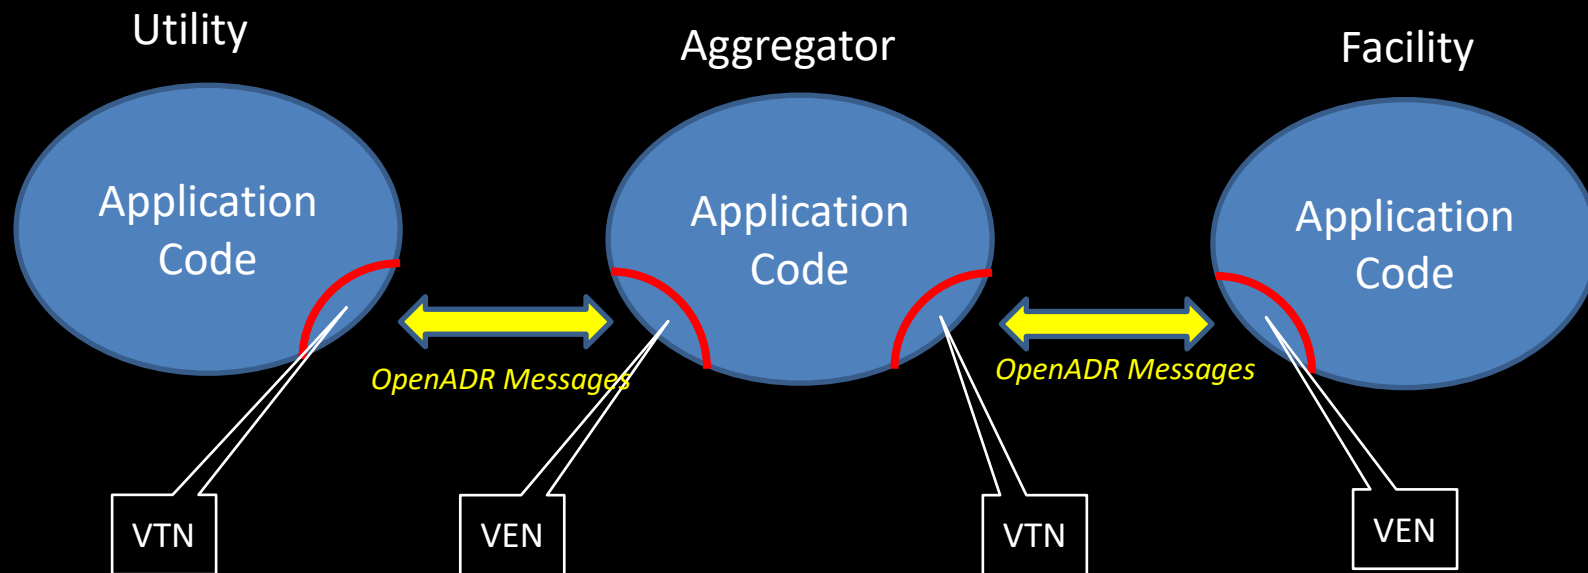 Utility
Aggregator
Facility
Application
Code
Application
Code
Application
Code
OpenADR Messages
OpenADR Messages
VTN
VEN
VTN
VEN